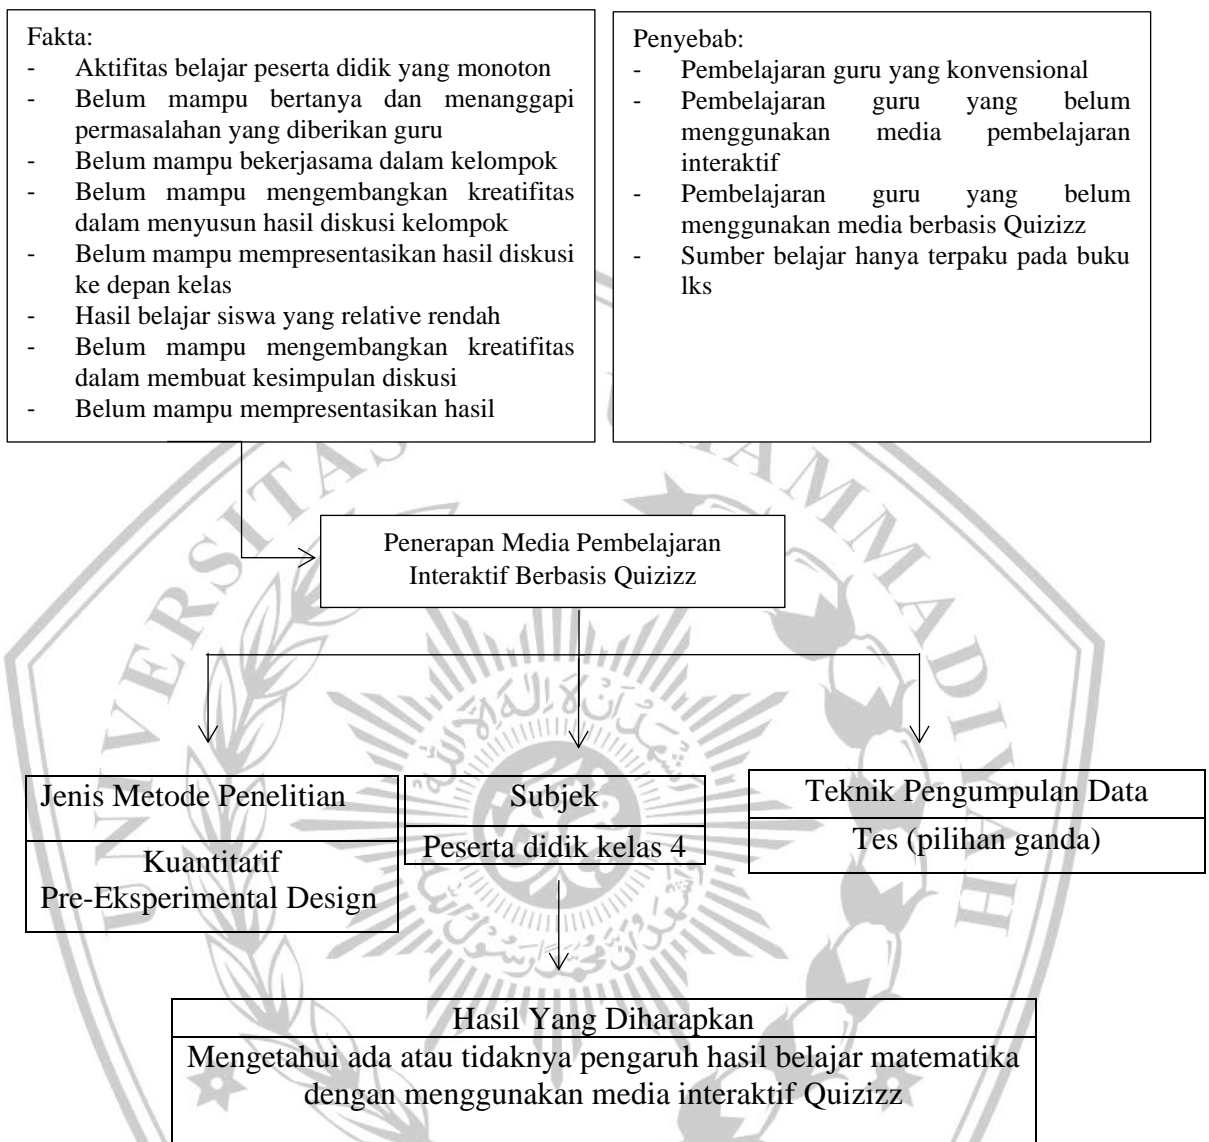 Fakta:
- Aktifitas belajar peserta didik yang monoton
- Belum mampu bertanya dan menanggapi
permasalahan yang diberikan guru
- Belum mampu bekerjasama dalam kelompok
- Belum mampu mengembangkan kreatifitas
dalam menyusun hasil diskusi kelompok
- Belum mampu mempresentasikan hasil diskusi
ke depan kelas
- Hasil belajar siswa yang relative rendah
- Belum mampu mengembangkan kreatifitas
dalam membuat kesimpulan diskusi
- Belum mampu mempresentasikan hasil
Penyebab:
- Pembelajaran guru yang konvensional
- Pembelajaran guru yang belum
menggunakan media pembelajaran
interaktif
- Pembelajaran guru yang belum
menggunakan media berbasis Quizizz
- Sumber belajar hanya terpaku pada buku
lks
Penerapan Media Pembelajaran
Interaktif Berbasis Quizizz
Jenis Metode Penelitian
Kuantitatif
Pre-Eksperimental Design
Subjek
Peserta didik kelas 4
Teknik Pengumpulan Data
Tes (pilihan ganda)
Hasil Yang Diharapkan
Mengetahui ada atau tidaknya pengaruh hasil belajar matematika
dengan menggunakan media interaktif Quizizz